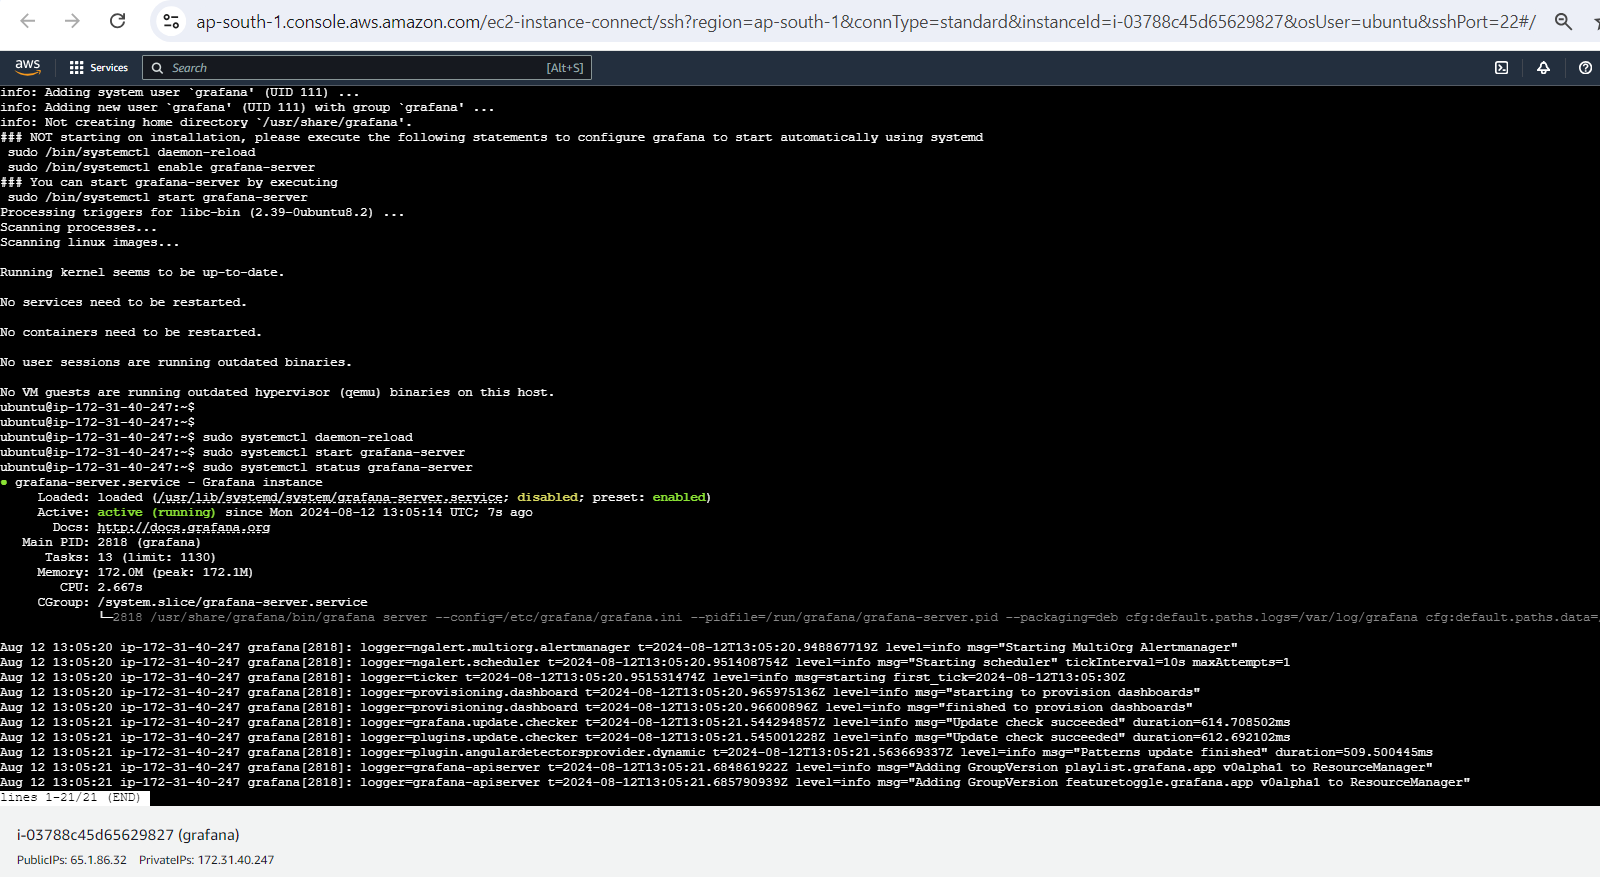 ap-south-1.console.aws.amazon.com/ec2-instance-connect/ssh?region=ap-south-1&connType=standard&instanceId=i-03788c45d65629827&osUser=ubuntu&sshPort=22#/
aws Services Search [Alt+S]
info: Adding system user `grafana' (UID 111) ...
info: Adding new user `grafana' (UID 111) with group `grafana' ...
info: Not creating home directory `/usr/share/grafana'.
### NOT starting on installation, please execute the following statements to configure grafana to start automatically using systemd
 sudo /bin/systemctl daemon-reload
 sudo /bin/systemctl enable grafana-server
### You can start grafana-server by executing
 sudo /bin/systemctl start grafana-server
Processing triggers for libc-bin (2.39-0ubuntu8.2) ...
Scanning processes...
Scanning linux images...
Running kernel seems to be up-to-date.
No services need to be restarted.
No containers need to be restarted.
No user sessions are running outdated binaries.
No VM guests are running outdated hypervisor (qemu) binaries on this host.
ubuntu@ip-172-31-40-247:~$
ubuntu@ip-172-31-40-247:~$
ubuntu@ip-172-31-40-247:~$ sudo systemctl daemon-reload
ubuntu@ip-172-31-40-247:~$ sudo systemctl start grafana-server
ubuntu@ip-172-31-40-247:~$ sudo systemctl status grafana-server
● grafana-server.service - Grafana instance
     Loaded: loaded (/usr/lib/systemd/system/grafana-server.service; disabled; preset: enabled)
     Active: active (running) since Mon 2024-08-12 13:05:14 UTC; 7s ago
       Docs: http://docs.grafana.org
   Main PID: 2818 (grafana)
      Tasks: 13 (limit: 1130)
     Memory: 172.0M (peak: 172.1M)
        CPU: 2.667s
     CGroup: /system.slice/grafana-server.service
             └─2818 /usr/share/grafana/bin/grafana server --config=/etc/grafana/grafana.ini --pidfile=/run/grafana/grafana-server.pid --packaging=deb cfg:default.paths.logs=/var/log/grafana cfg:default.paths.data=/
Aug 12 13:05:20 ip-172-31-40-247 grafana[2818]: logger=ngalert.multiorg.alertmanager t=2024-08-12T13:05:20.948867719Z level=info msg="Starting MultiOrg Alertmanager"
Aug 12 13:05:20 ip-172-31-40-247 grafana[2818]: logger=ngalert.scheduler t=2024-08-12T13:05:20.951408754Z level=info msg="Starting scheduler" tickInterval=10s maxAttempts=1
Aug 12 13:05:20 ip-172-31-40-247 grafana[2818]: logger=ticker t=2024-08-12T13:05:20.951531474Z level=info msg=starting first_tick=2024-08-12T13:05:30Z
Aug 12 13:05:20 ip-172-31-40-247 grafana[2818]: logger=provisioning.dashboard t=2024-08-12T13:05:20.965975136Z level=info msg="starting to provision dashboards"
Aug 12 13:05:20 ip-172-31-40-247 grafana[2818]: logger=provisioning.dashboard t=2024-08-12T13:05:20.96600896Z level=info msg="finished to provision dashboards"
Aug 12 13:05:21 ip-172-31-40-247 grafana[2818]: logger=grafana.update.checker t=2024-08-12T13:05:21.544294857Z level=info msg="Update check succeeded" duration=614.708502ms
Aug 12 13:05:21 ip-172-31-40-247 grafana[2818]: logger=plugins.update.checker t=2024-08-12T13:05:21.545001228Z level=info msg="Update check succeeded" duration=612.692102ms
Aug 12 13:05:21 ip-172-31-40-247 grafana[2818]: logger=plugin.angulardetectorsprovider.dynamic t=2024-08-12T13:05:21.563669337Z level=info msg="Patterns update finished" duration=509.500445ms
Aug 12 13:05:21 ip-172-31-40-247 grafana[2818]: logger=grafana-apiserver t=2024-08-12T13:05:21.684861922Z level=info msg="Adding GroupVersion playlist.grafana.app v0alpha1 to ResourceManager"
Aug 12 13:05:21 ip-172-31-40-247 grafana[2818]: logger=grafana-apiserver t=2024-08-12T13:05:21.685790939Z level=info msg="Adding GroupVersion featuretoggle.grafana.app v0alpha1 to ResourceManager"
lines 1-21/21 (END)
i-03788c45d65629827 (grafana)
PublicIPs: 65.1.86.32 PrivateIPs: 172.31.40.247